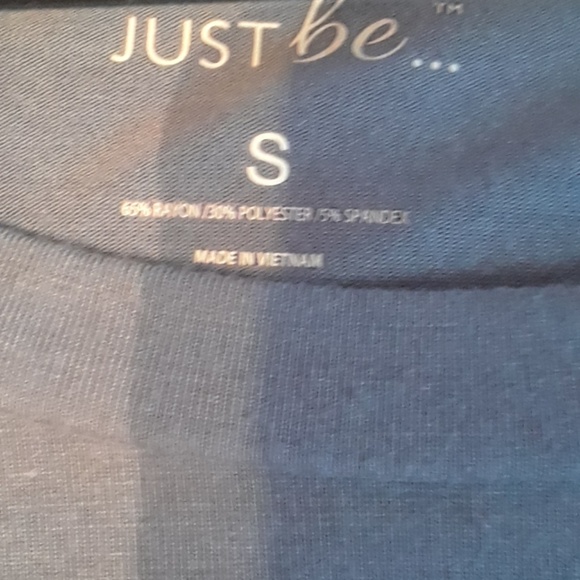 JUST be...™
S
65% RAYON /30% POLYESTER /5% SPANDEX
MADE IN VIETNAM